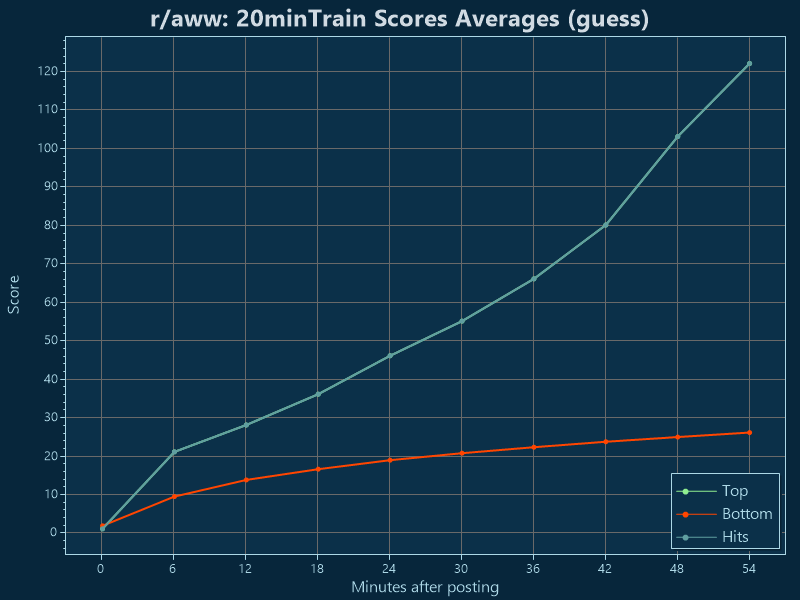 r/aww: 20minTrain Scores Averages (guess)
120
110
100
90
80
70
60
50
40
30
20
10
0
Score
Top
Bottom
Hits
0 6 12 18 24 30 36 42 48 54
Minutes after posting